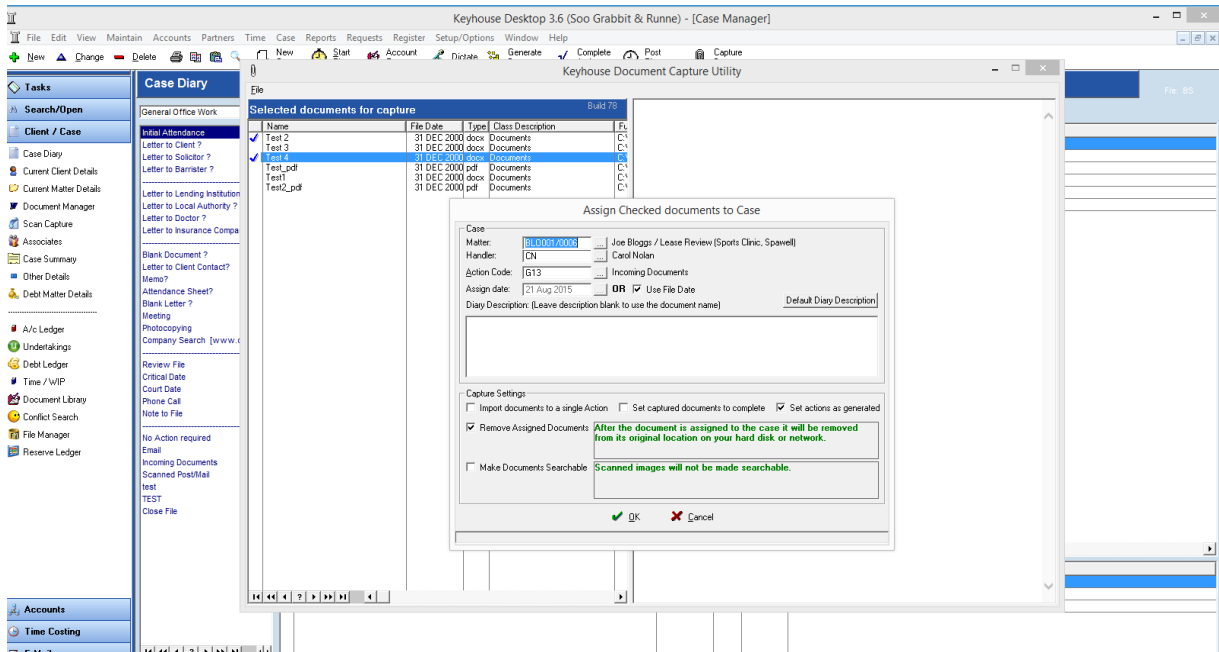 Keyhouse Desktop 3.6 (Soo Grabbit & Runne) - [Case Manager]
File Edit View Maintain Accounts Partners Time Case Reports Requests Register Setup/Options Window Help
New Change Delete New Start Account Dictate Generate Complete Post Capture
Tasks
Search/Open
Client / Case
Case Diary
Current Client Details
Current Matter Details
Document Manager
Scan Capture
Associates
Case Summary
Other Details
Debt Matter Details
A/c Ledger
Undertakings
Debt Ledger
Time / WIP
Document Library
Conflict Search
File Manager
Reserve Ledger
Accounts
Time Costing
Case Diary
General Office Work
Initial Attendance
Letter to Client ?
Letter to Solicitor ?
Letter to Barrister ?
Letter to Lending Institution
Letter to Local Authority ?
Letter to Doctor ?
Letter to Insurance Compa
Blank Document ?
Letter to Client Contact?
Memo?
Attendance Sheet?
Blank Letter ?
Meeting
Photocopying
Company Search [www.c
Review File
Critical Date
Court Date
Phone Call
Note to File
No Action required
Email
Incoming Documents
Scanned Post/Mail
test
TEST
Close File
File BS
Keyhouse Document Capture Utility
File
Selected documents for capture Build 78
Name File Date Type Class Description Fu
Test 2 31 DEC 2000 docx Documents C:\
Test 3 31 DEC 2000 docx Documents C:\
Test 4 31 DEC 2000 docx Documents C:\
Test_pdf 31 DEC 2000 pdf Documents C:\
Test1 31 DEC 2000 docx Documents C:\
Test2_pdf 31 DEC 2000 pdf Documents C:\
Assign Checked documents to Case
Case
Matter: BLO001/0006 ... Joe Bloggs / Lease Review (Sports Clinic, Spawell)
Handler: CN ... Carol Nolan
Action Code: G13 ... Incoming Documents
Assign date: 21 Aug 2015 ... OR Use File Date
Diary Description: (Leave description blank to use the document name) Default Diary Description
Capture Settings
Import documents to a single Action Set captured documents to complete Set actions as generated
Remove Assigned Documents After the document is assigned to the case it will be removed
from its original location on your hard disk or network.
Make Documents Searchable Scanned images will not be made searchable.
OK Cancel